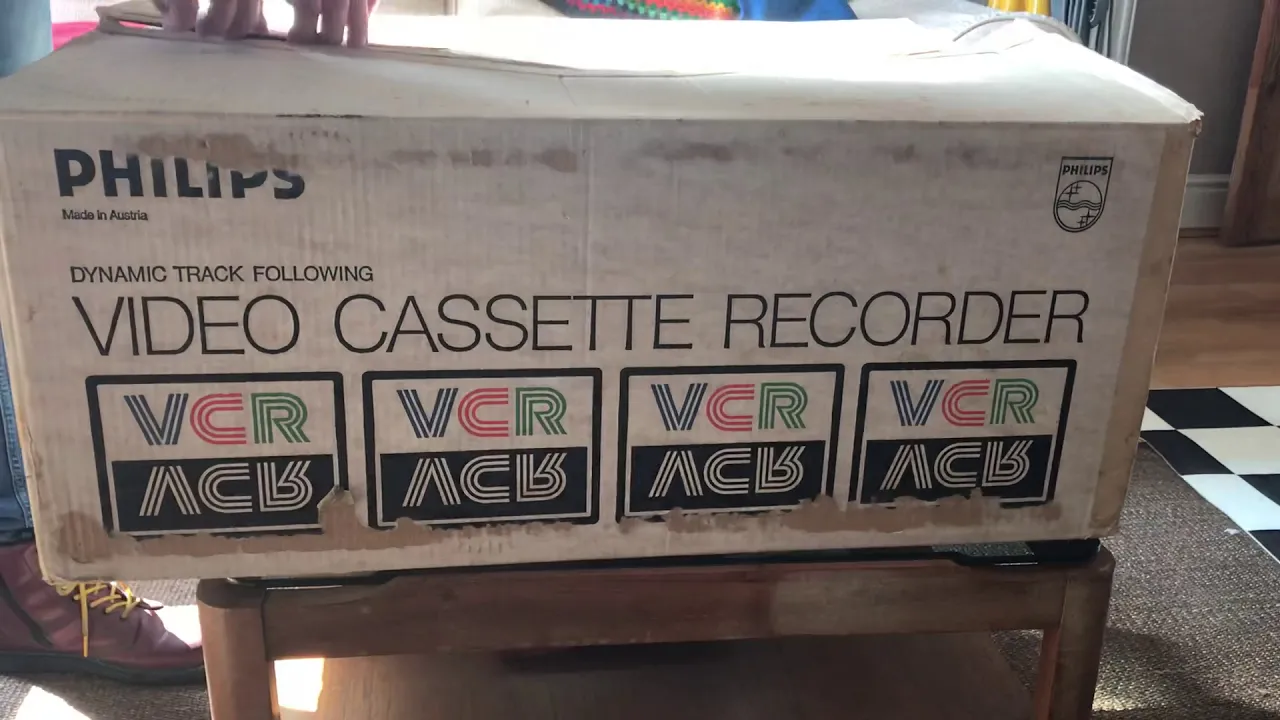 PHILIPS
Made in Austria
PHILIPS
DYNAMIC TRACK FOLLOWING
VIDEO CASSETTE RECORDER
VCR VCR VCR VCR
VCR VCR VCR VCR